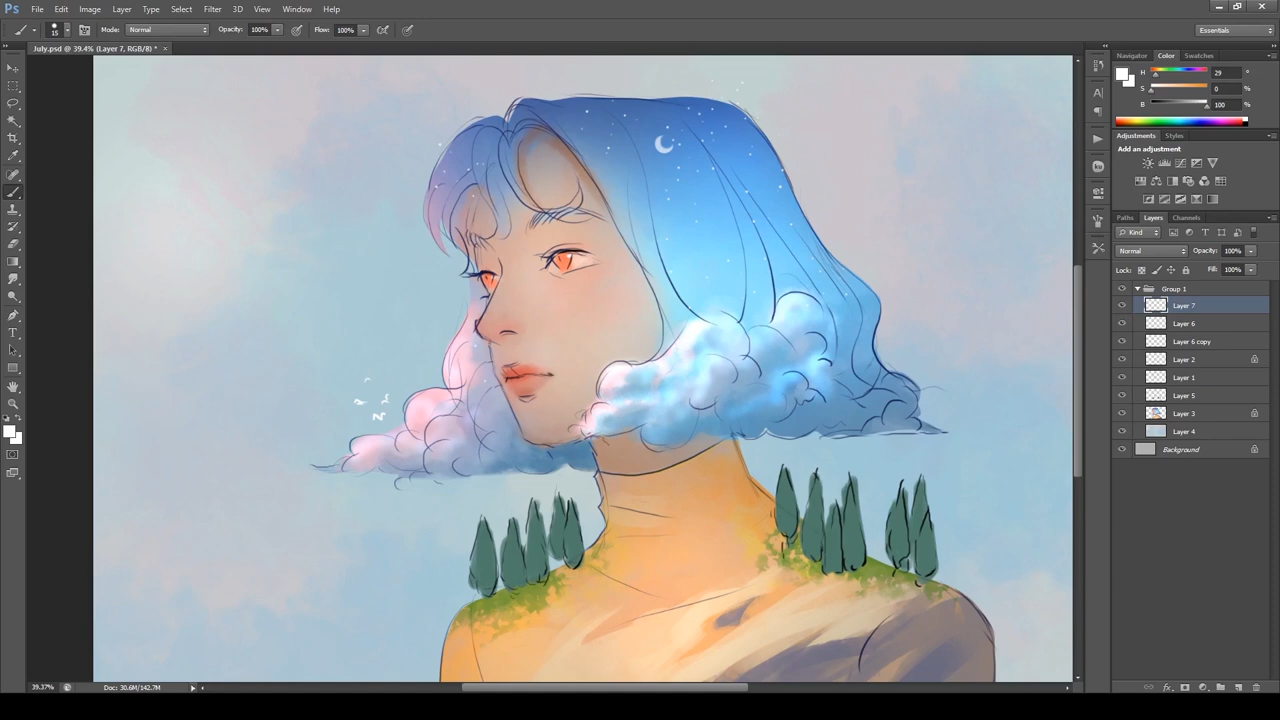 Ps File Edit Image Layer Type Select Filter 3D View Window Help
15 Mode: Normal Opacity: 100% Flow: 100% Essentials
July.psd @ 39.4% (Layer 7, RGB/8) * ×
Navigator Color Swatches
H 29 °
S 0 %
B 100 %
Adjustments Styles
Add an adjustment
Paths Layers Channels
Kind
Normal Opacity: 100%
Lock: Fill: 100%
Group 1
Layer 7
Layer 6
Layer 6 copy
Layer 2
Layer 1
Layer 5
Layer 3
Layer 4
Background
39.37% Doc: 30.6M/142.7M